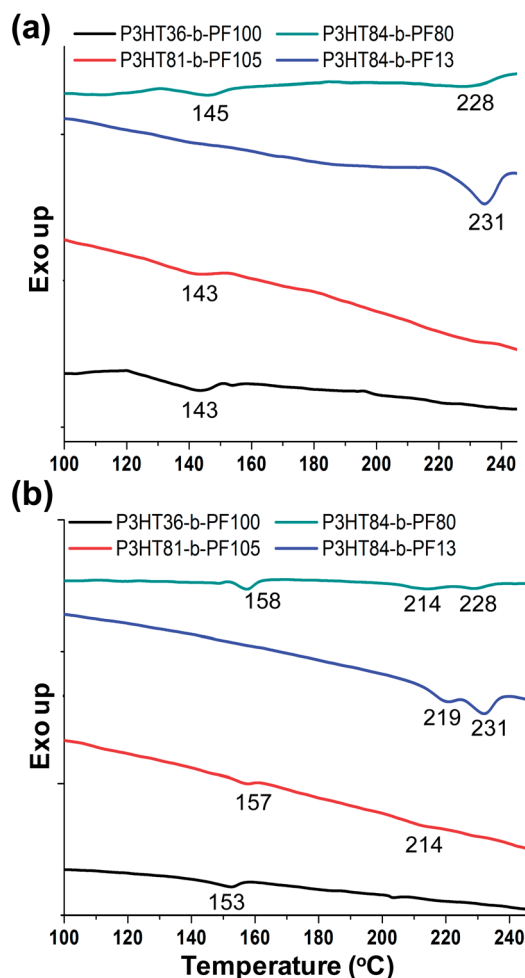 (a)
P3HT36-b-PF100 P3HT84-b-PF80
P3HT81-b-PF105 P3HT84-b-PF13
145 228
231
143
143
Exo up
100 120 140 160 180 200 220 240
(b)
P3HT36-b-PF100 P3HT84-b-PF80
P3HT81-b-PF105 P3HT84-b-PF13
158 214 228
219 231
157
214
153
Exo up
100 120 140 160 180 200 220 240
Temperature (oC)